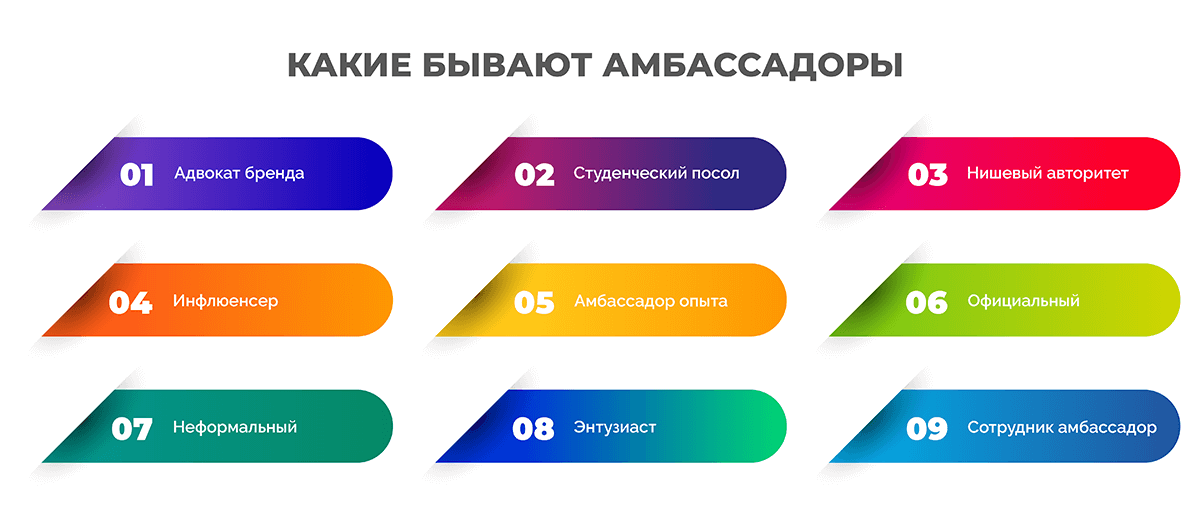 КАКИЕ БЫВАЮТ АМБАССАДОРЫ
01 Адвокат бренда
02 Студенческий посол
03 Нишевый авторитет
04 Инфлюенсер
05 Амбассадор опыта
06 Официальный
07 Неформальный
08 Энтузиаст
09 Сотрудник амбассадор